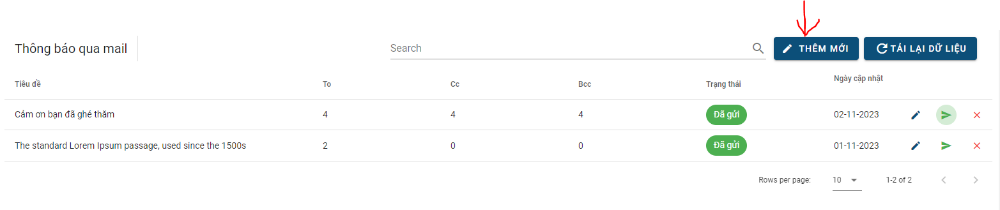 Thông báo qua mail
Search
THÊM MỚI
TẢI LẠI DỮ LIỆU
Tiêu đề To Cc Bcc Trạng thái Ngày cập nhật
Cảm ơn bạn đã ghé thăm 4 4 4 Đã gửi 02-11-2023
The standard Lorem Ipsum passage, used since the 1500s 2 0 0 Đã gửi 01-11-2023
Rows per page: 10 1-2 of 2